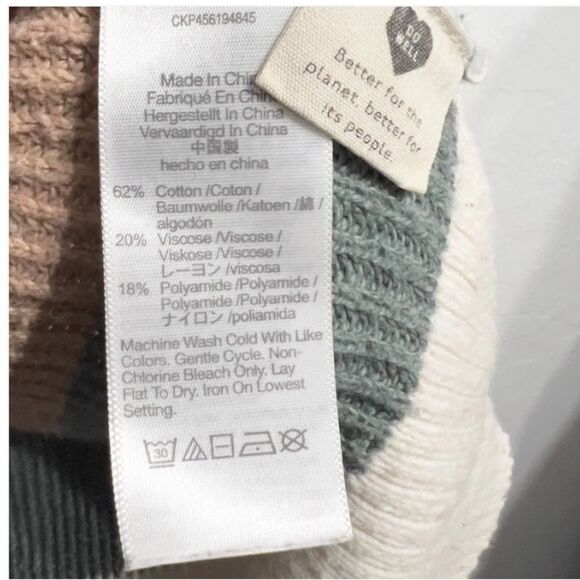 CKP456194845
DO
WELL
Better for the
planet, better for
its people.
Made In China
Fabriqué En China
Hergestellt In China
Vervaardigd In China
中国製
hecho en china
62% Cotton /Coton /
Baumwolle /Katoen /綿 /
algodón
20% Viscose /Viscose /
Viskose /Viscose /
レーヨン /viscosa
18% Polyamide /Polyamide /
Polyamide /Polyamide /
ナイロン /poliamida
Machine Wash Cold With Like
Colors. Gentle Cycle. Non-
Chlorine Bleach Only. Lay
Flat To Dry. Iron On Lowest
Setting.
30